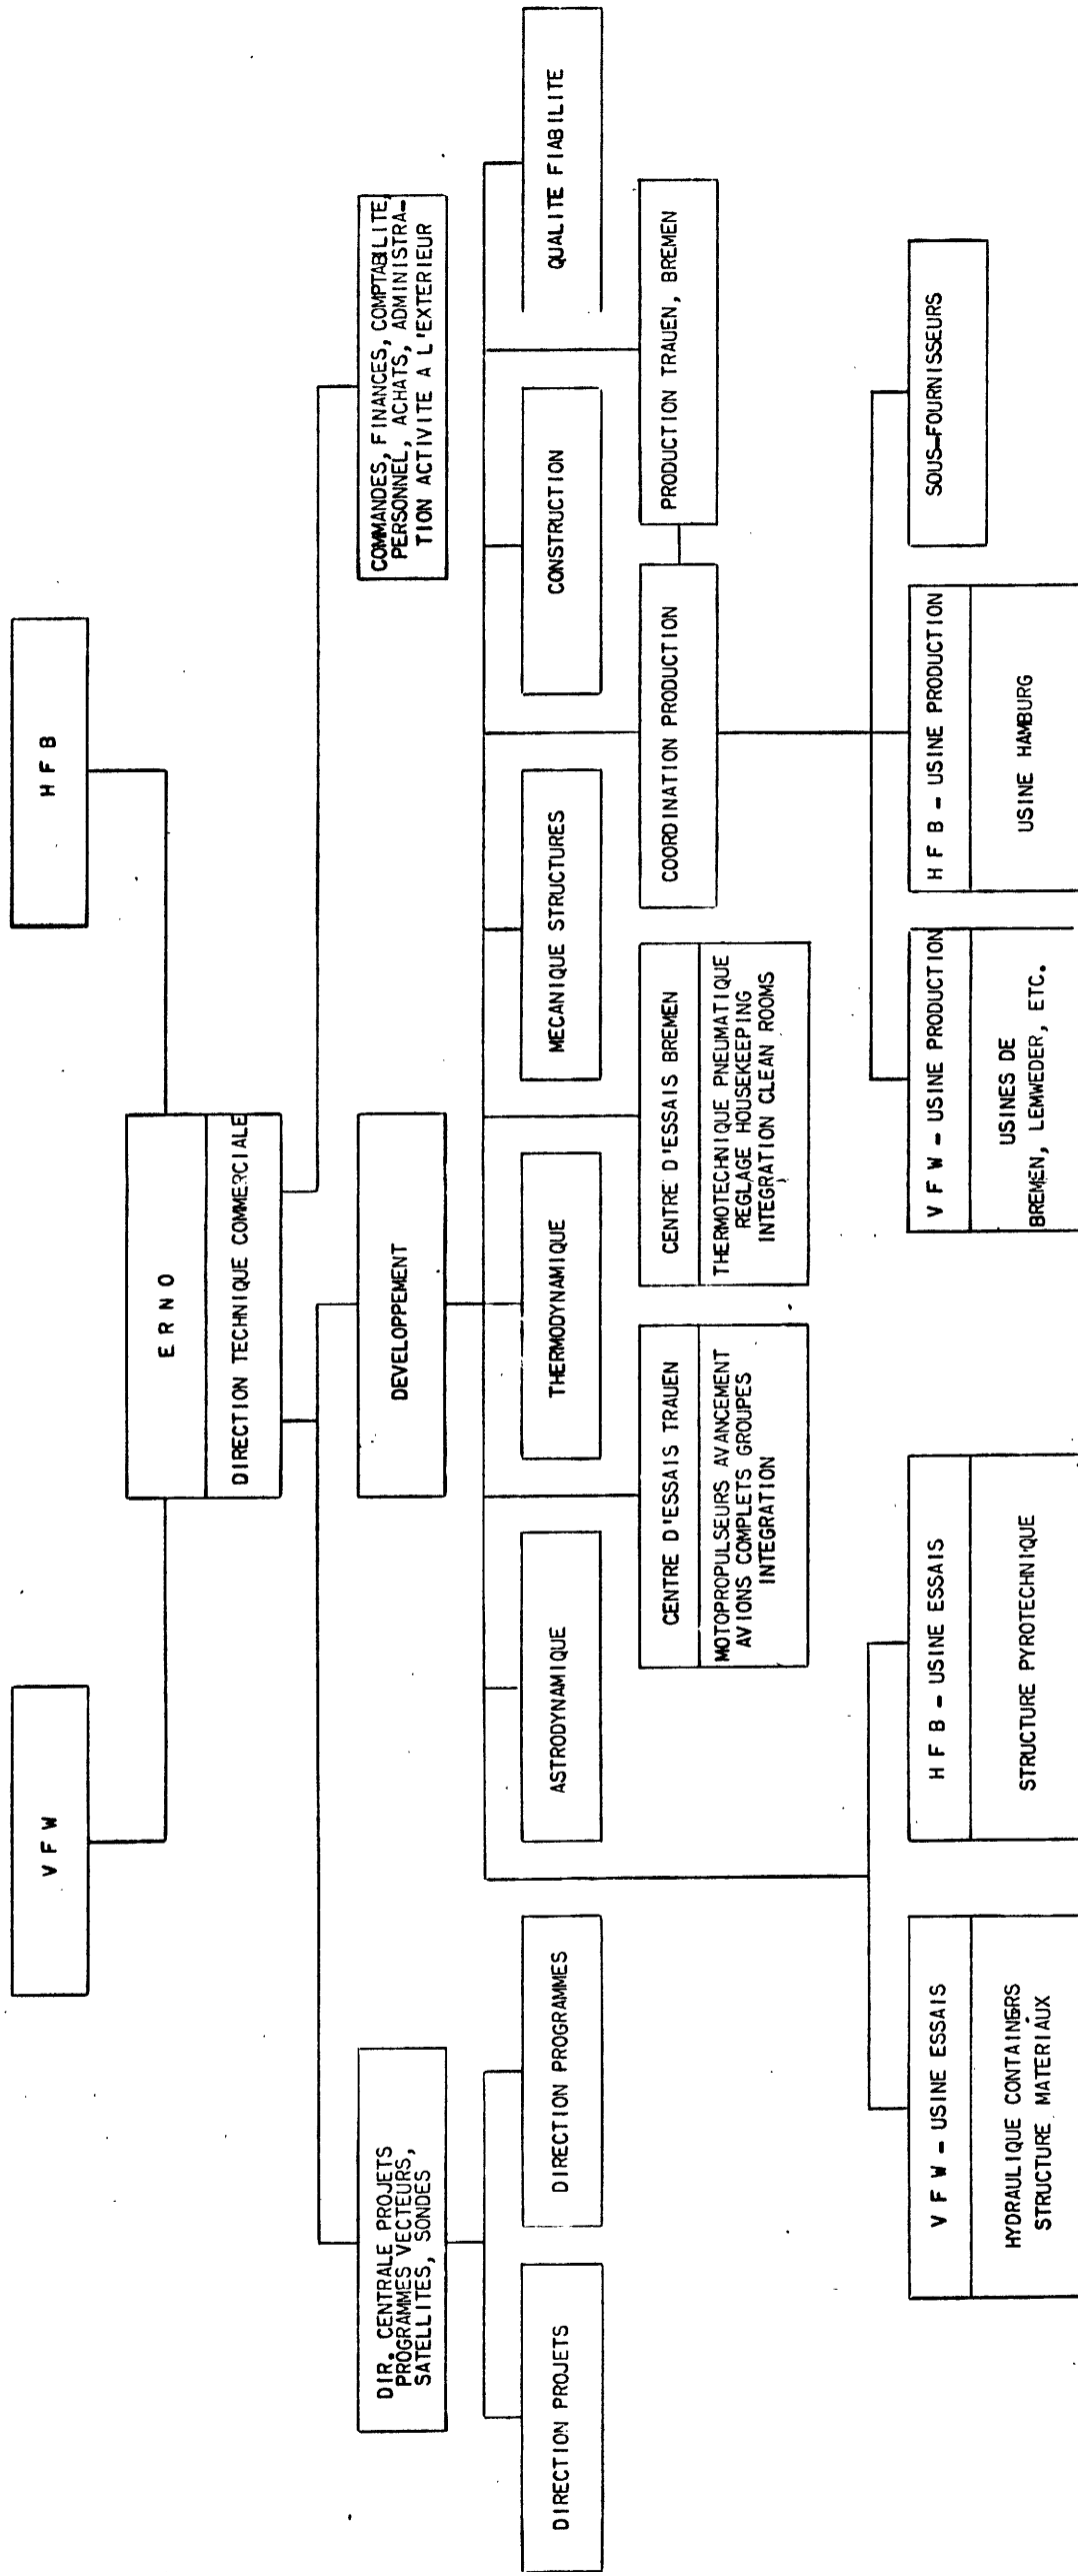 V F W
H F B
E R N O
DIRECTION TECHNIQUE COMMERCIALE
DIR. CENTRALE PROJETS
PROGRAMMES VECTEURS,
SATELLITES, SONDES
DEVELOPPEMENT
COMMANDES, FINANCES, COMPTABILITE,
PERSONNEL, ACHATS, ADMINISTRA-
TION ACTIVITE A L'EXTERIEUR
DIRECTION PROJETS
DIRECTION PROGRAMMES
ASTRODYNAMIQUE
THERMODYNAMIQUE
MECANIQUE STRUCTURES
CONSTRUCTION
QUALITE FIABILITE
CENTRE D'ESSAIS TRAUEN
MOTOPROPULSEURS AVANCEMENT
AVIONS COMPLETS GROUPES
INTEGRATION
CENTRE D'ESSAIS BREMEN
THERMOTECHNIQUE PNEUMATIQUE
REGLAGE HOUSEKEEPING
INTEGRATION CLEAN ROOMS
COORDINATION PRODUCTION
PRODUCTION TRAUEN, BREMEN
V F W - USINE ESSAIS
HYDRAULIQUE CONTAINERS
STRUCTURE MATERIAUX
H F B - USINE ESSAIS
STRUCTURE PYROTECHNIQUE
V F W - USINE PRODUCTION
USINES DE
BREMEN, LEMWEDER, ETC.
H F B - USINE PRODUCTION
USINE HAMBURG
SOUS-FOURNISSEURS